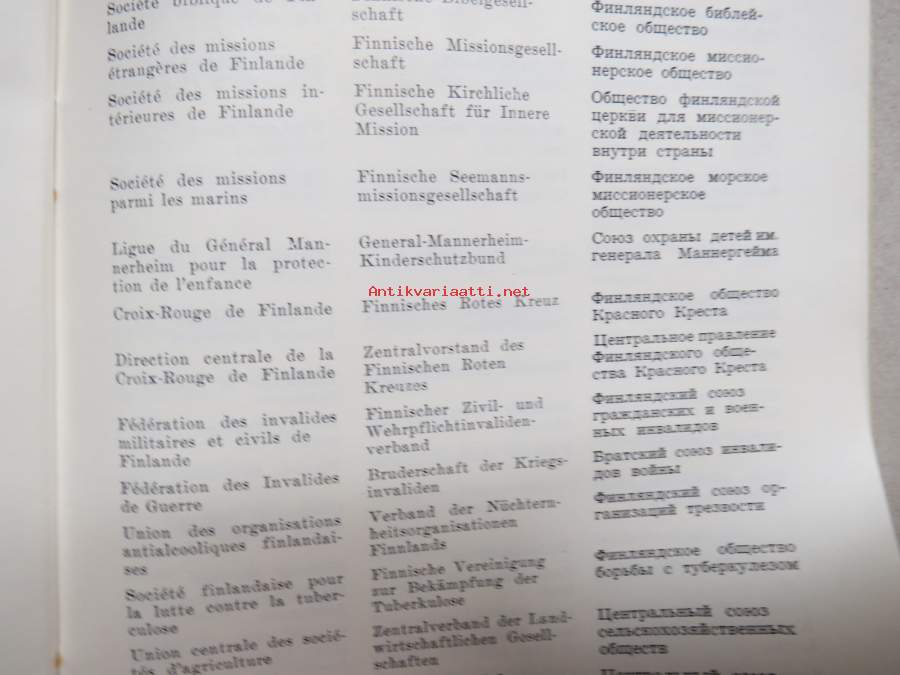 Société biblique de Fin-
lande
Société des missions
étrangères de Finlande
Société des missions in-
térieures de Finlande
Société des missions
parmi les marins
Ligue du Général Man-
nerheim pour la protec-
tion de l'enfance
Croix-Rouge de Finlande
Direction centrale de la
Croix-Rouge de Finlande
Fédération des invalides
militaires et civils de
Finlande
Fédération des Invalides
de Guerre
Union des organisations
antialcooliques finlandai-
ses
Société finlandaise pour
la lutte contre la tuber-
culose
Union centrale des socié-
tés d'agriculture
Finnische Bibelgesell-
schaft
Finnische Missionsgesell-
schaft
Finnische Kirchliche
Gesellschaft für Innere
Mission
Finnische Seemanns-
missionsgesellschaft
General-Mannerheim-
Kinderschutzbund
Antikvariaatti.net
Finnisches Rotes Kreuz
Zentralvorstand des
Finnischen Roten
Kreuzes
Finnischer Zivil- und
Wehrpflichtinvaliden-
verband
Bruderschaft der Kriegs-
invaliden
Verband der Nüchtern-
heitsorganisationen
Finnlands
Finnische Vereinigung
zur Bekämpfung der
Tuberkulose
Zentralverband der Land-
wirtschaftlichen Gesell-
schaften
Финляндское библей-
ское общество
Финляндское миссио-
нерское общество
Общество финляндской
церкви для миссионер-
ской деятельности
внутри страны
Финляндское морское
миссионерское
общество
Союз охраны детей им.
генерала Маннергейма
Финляндское общество
Красного Креста
Центральное правление
Финляндского обще-
ства Красного Креста
Финляндский союз
гражданских и воен-
ных инвалидов
Братский союз инвали-
дов войны
Финляндский союз ор-
ганизаций трезвости
Финляндское общество
борьбы с туберкулезом
Центральный союз
сельскохозяйственных
обществ